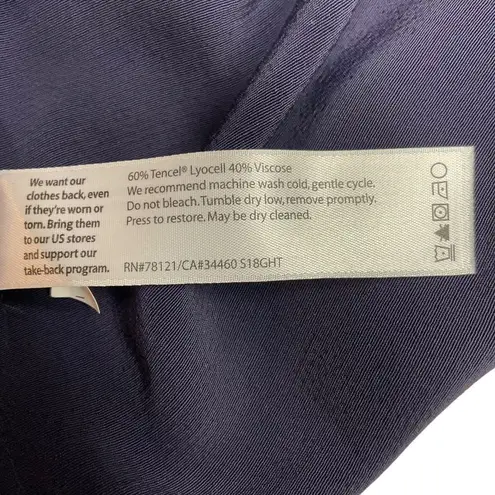 We want our
clothes back, even
if they're worn or
torn. Bring them
to our US stores
and support our
take-back program.
60% Tencel® Lyocell 40% Viscose
We recommend machine wash cold, gentle cycle.
Do not bleach. Tumble dry low, remove promptly.
Press to restore. May be dry cleaned.
RN#78121/CA#34460 S18GHT